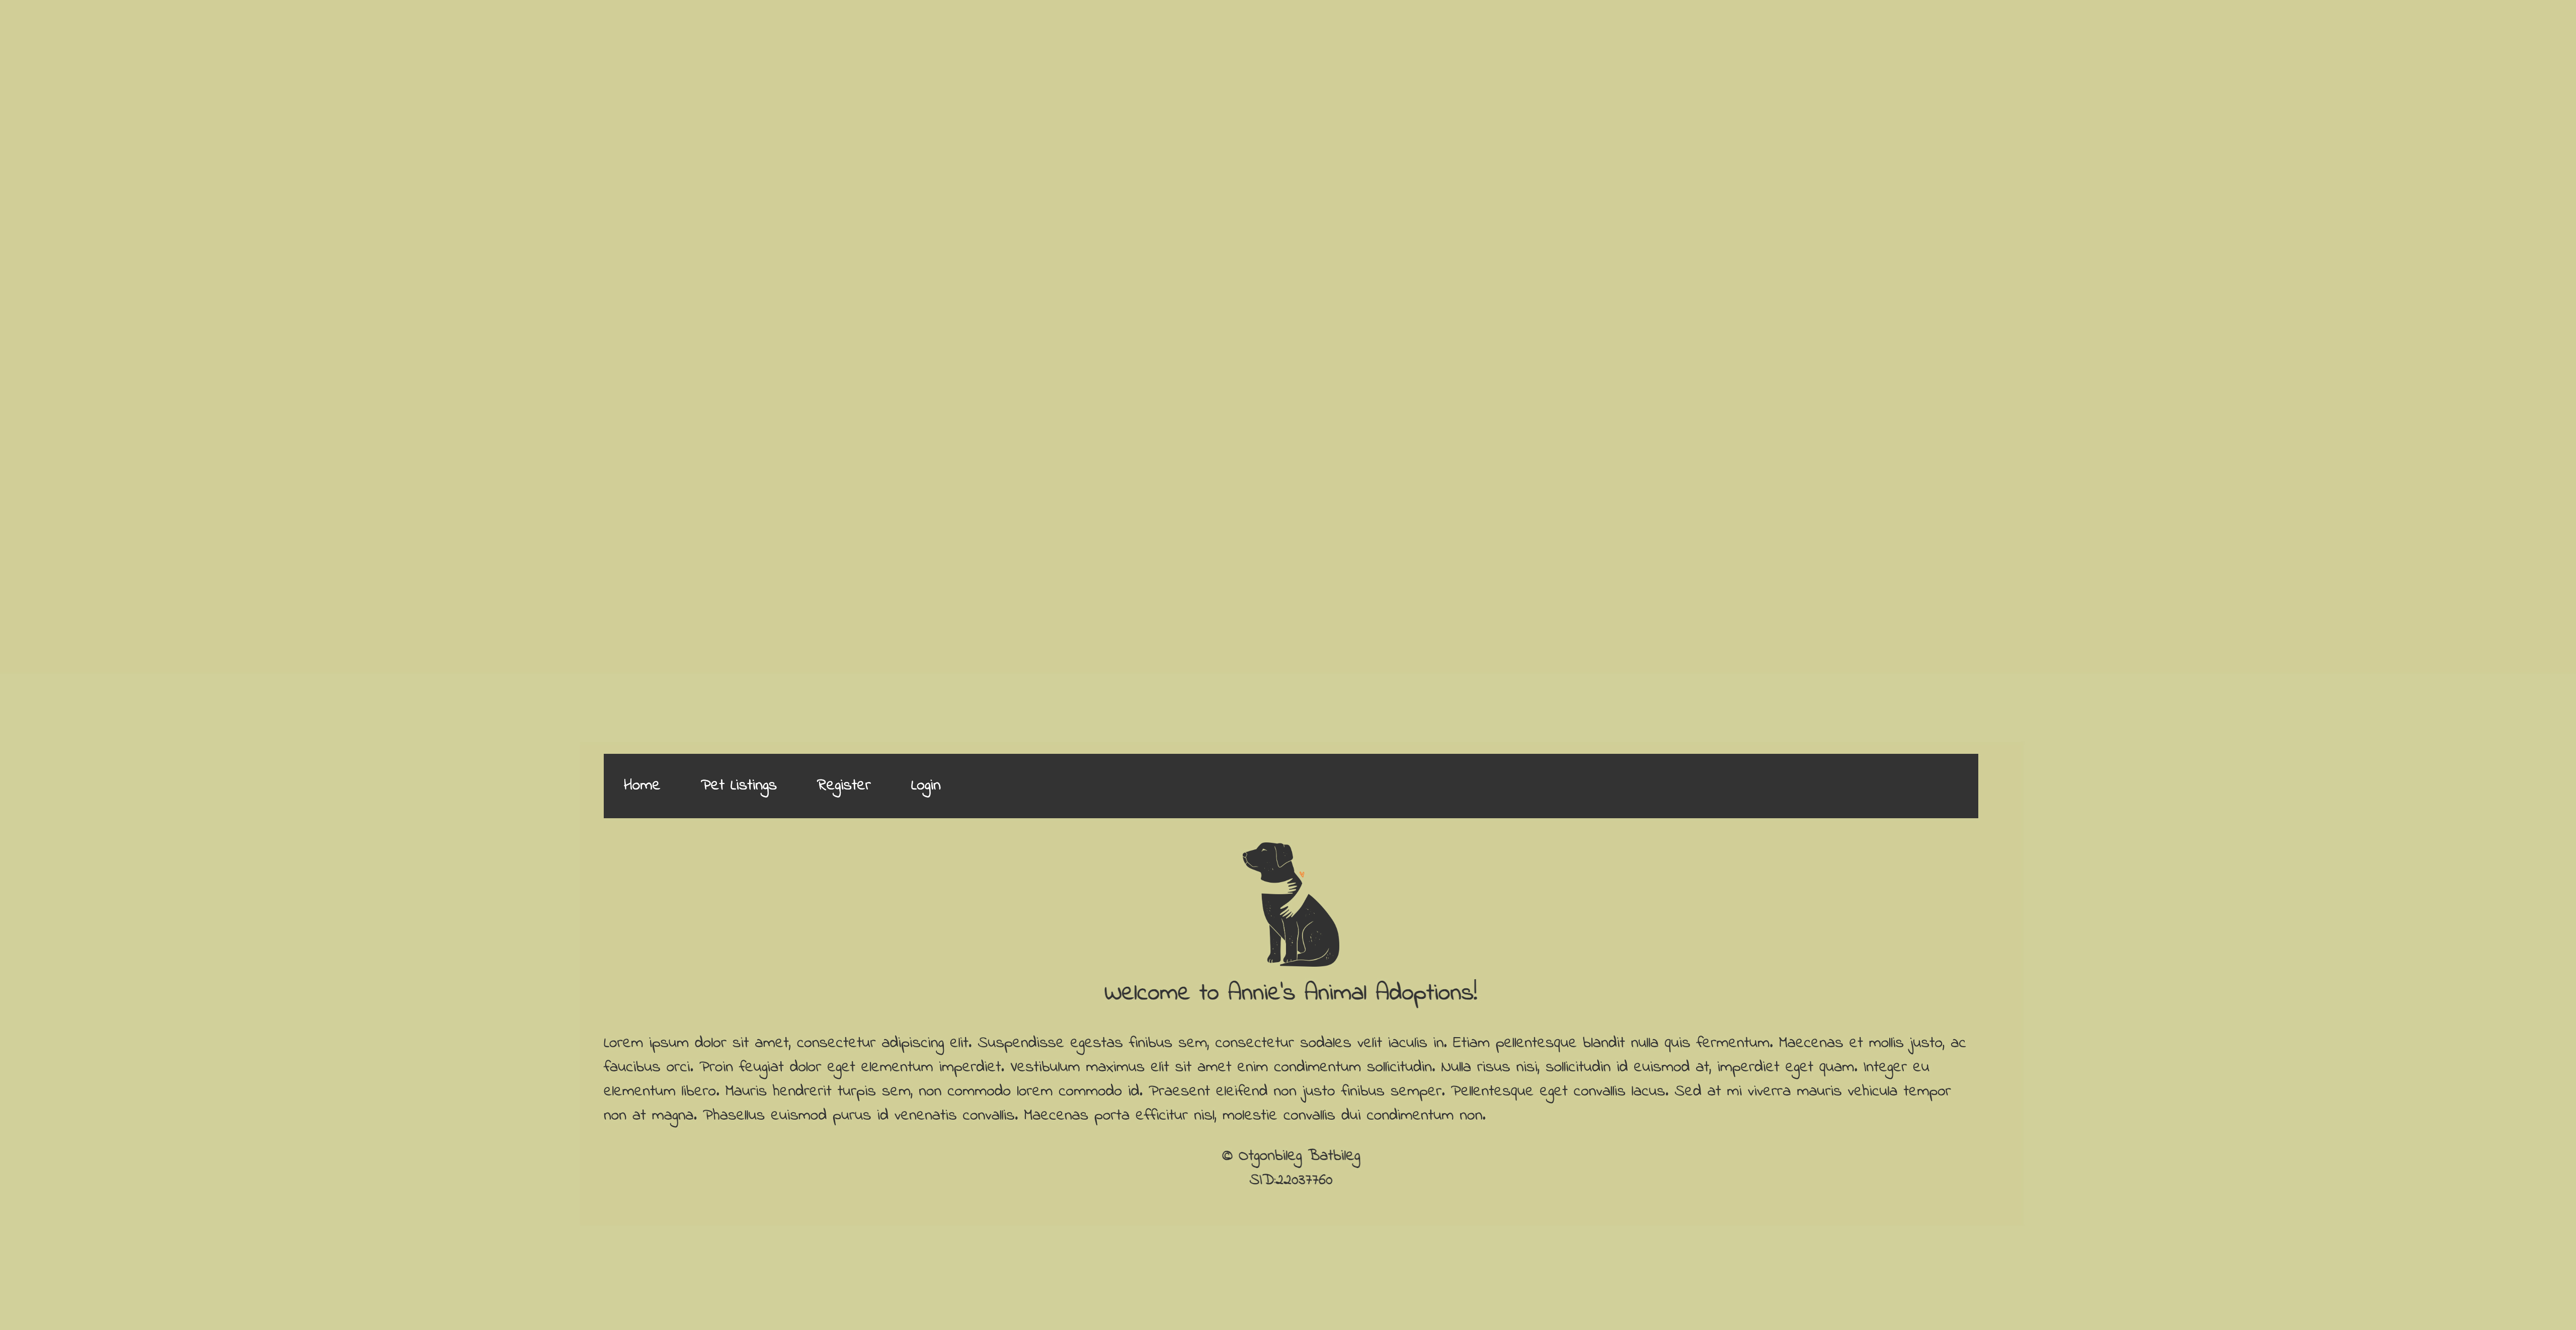 Home Pet Listings Register Login
Welcome to Annie's Animal Adoptions!
Lorem ipsum dolor sit amet, consectetur adipiscing elit. Suspendisse egestas finibus sem, consectetur sodales velit iaculis in. Etiam pellentesque blandit nulla quis fermentum. Maecenas et mollis justo, ac
faucibus orci. Proin feugiat dolor eget elementum imperdiet. Vestibulum maximus elit sit amet enim condimentum sollicitudin. Nulla risus nisi, sollicitudin id euismod at, imperdiet eget quam. Integer eu
elementum libero. Mauris hendrerit turpis sem, non commodo lorem commodo id. Praesent eleifend non justo finibus semper. Pellentesque eget convallis lacus. Sed at mi viverra mauris vehicula tempor
non at magna. Phasellus euismod purus id venenatis convallis. Maecenas porta efficitur nisl, molestie convallis dui condimentum non.
© Otgonbileg Batbileg
SID:22037760